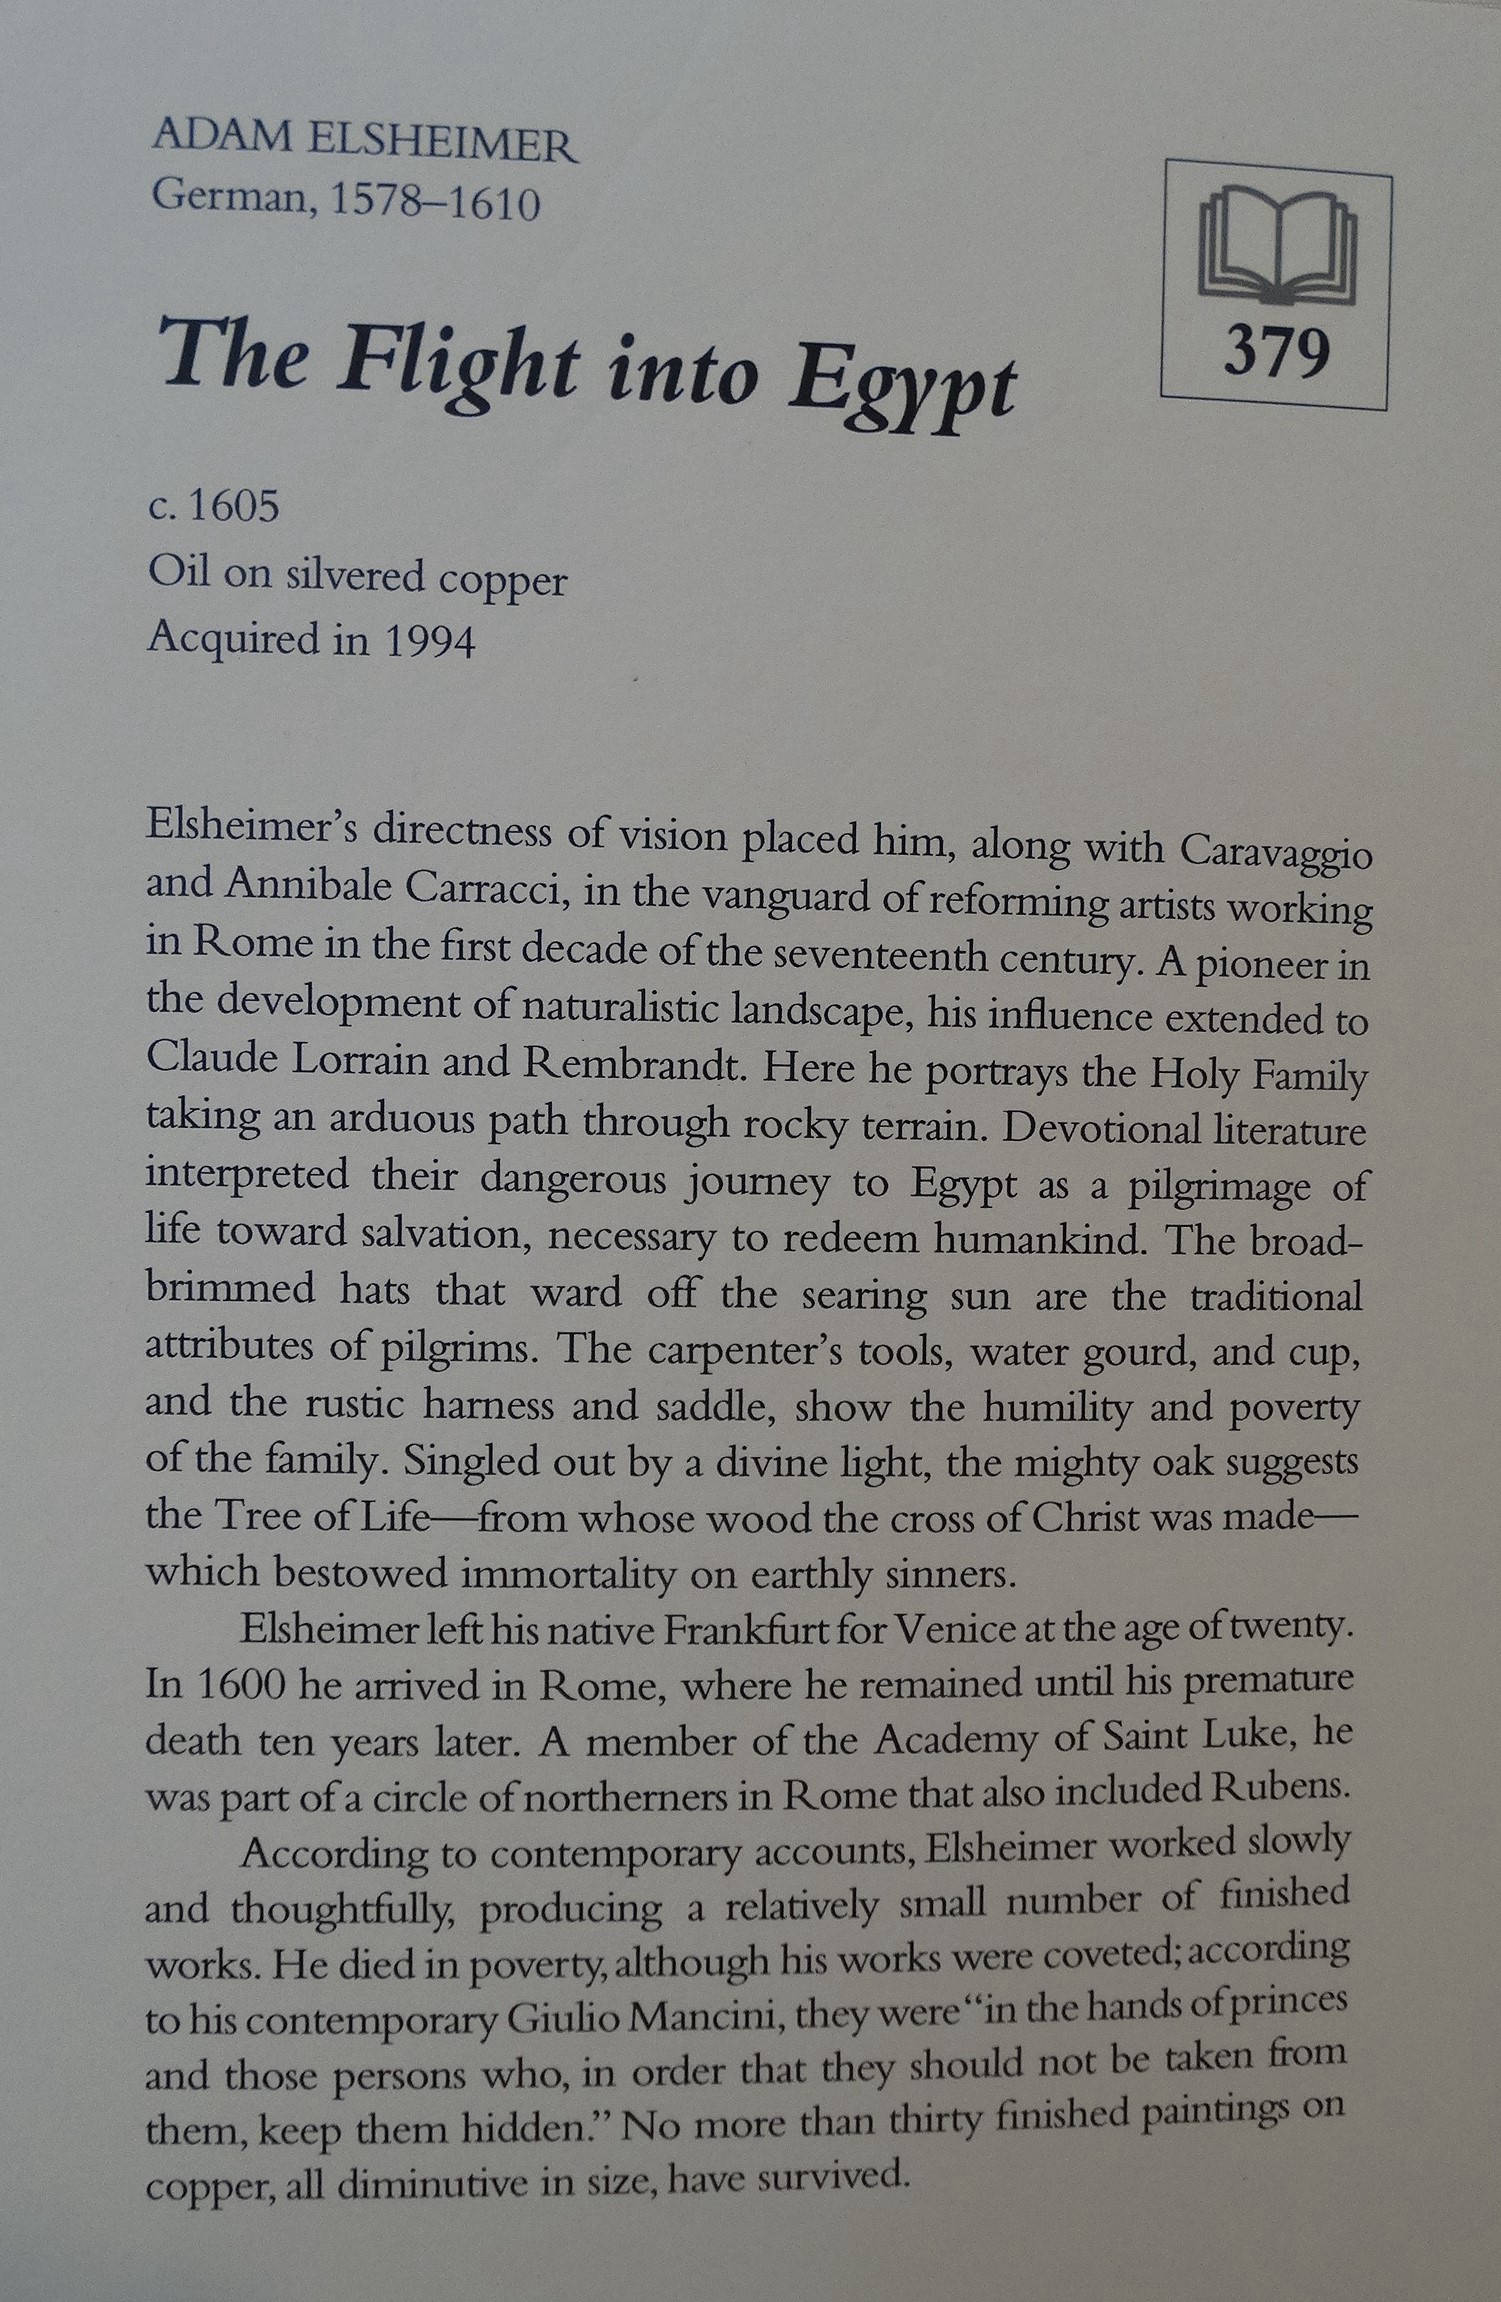 ADAM ELSHEIMER
German, 1578–1610
379
The Flight into Egypt
c. 1605
Oil on silvered copper
Acquired in 1994
Elsheimer’s directness of vision placed him, along with Caravaggio
and Annibale Carracci, in the vanguard of reforming artists working
in Rome in the first decade of the seventeenth century. A pioneer in
the development of naturalistic landscape, his influence extended to
Claude Lorrain and Rembrandt. Here he portrays the Holy Family
taking an arduous path through rocky terrain. Devotional literature
interpreted their dangerous journey to Egypt as a pilgrimage of
life toward salvation, necessary to redeem humankind. The broad-
brimmed hats that ward off the searing sun are the traditional
attributes of pilgrims. The carpenter’s tools, water gourd, and cup,
and the rustic harness and saddle, show the humility and poverty
of the family. Singled out by a divine light, the mighty oak suggests
the Tree of Life—from whose wood the cross of Christ was made—
which bestowed immortality on earthly sinners.
Elsheimer left his native Frankfurt for Venice at the age of twenty.
In 1600 he arrived in Rome, where he remained until his premature
death ten years later. A member of the Academy of Saint Luke, he
was part of a circle of northerners in Rome that also included Rubens.
According to contemporary accounts, Elsheimer worked slowly
and thoughtfully, producing a relatively small number of finished
works. He died in poverty, although his works were coveted; according
to his contemporary Giulio Mancini, they were “in the hands of princes
and those persons who, in order that they should not be taken from
them, keep them hidden.” No more than thirty finished paintings on
copper, all diminutive in size, have survived.